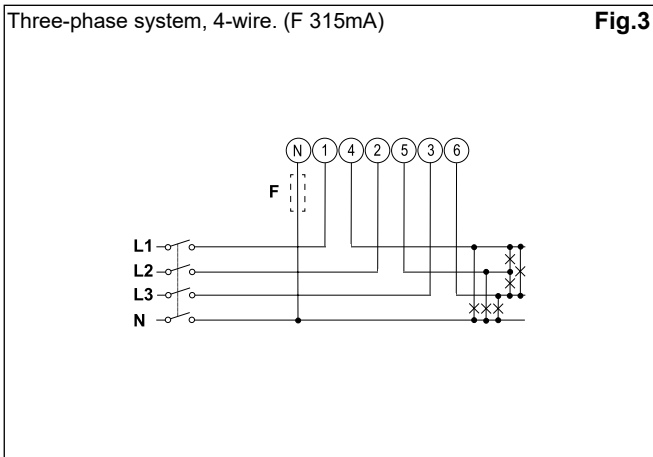 Three-phase system, 4-wire. (F 315mA) Fig.3
N 1 4 2 5 3 6
F
L1
L2
L3
N